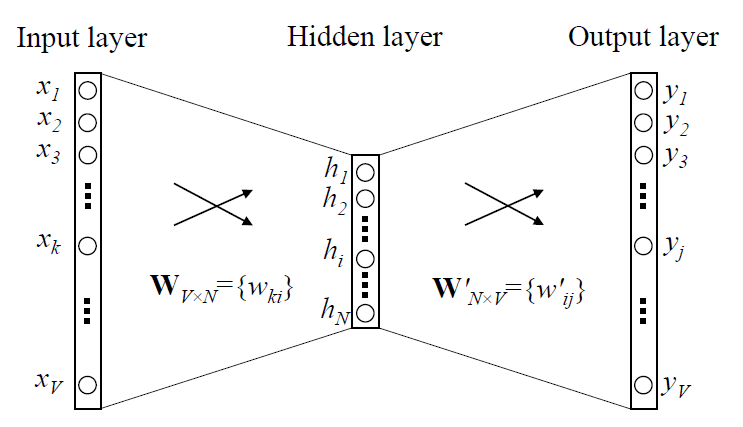 Input layer Hidden layer Output layer
x1 y1
x2 y2
x3 y3
h1
h2
xk hi yj
W V×N={wki} W' N×V={w'ij}
hN
xV yV